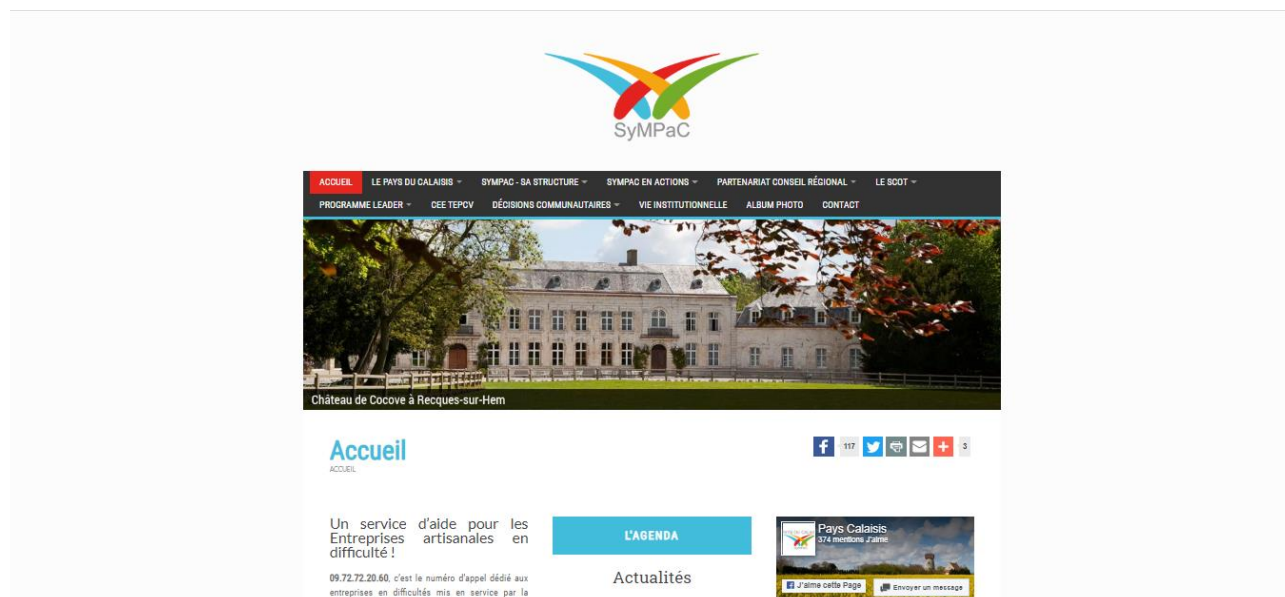 SyMPaC
ACCUEIL LE PAYS DU CALAISIS SYMPAC - SA STRUCTURE SYMPAC EN ACTIONS PARTENARIAT CONSEIL RÉGIONAL LE SCOT
PROGRAMME LEADER CEE TEPCV DÉCISIONS COMMUNAUTAIRES VIE INSTITUTIONNELLE ALBUM PHOTO CONTACT
Château de Cocove à Recques-sur-Hem
Accueil
ACCUEIL
117
3
Un service d'aide pour les
Entreprises artisanales en
difficulté !
09.72.72.20.60, c'est le numéro d'appel dédié aux
entreprises en difficultés mis en service par la
L'AGENDA
Actualités
Pays Calaisis
374 mentions J'aime
J'aime cette Page
Envoyer un message